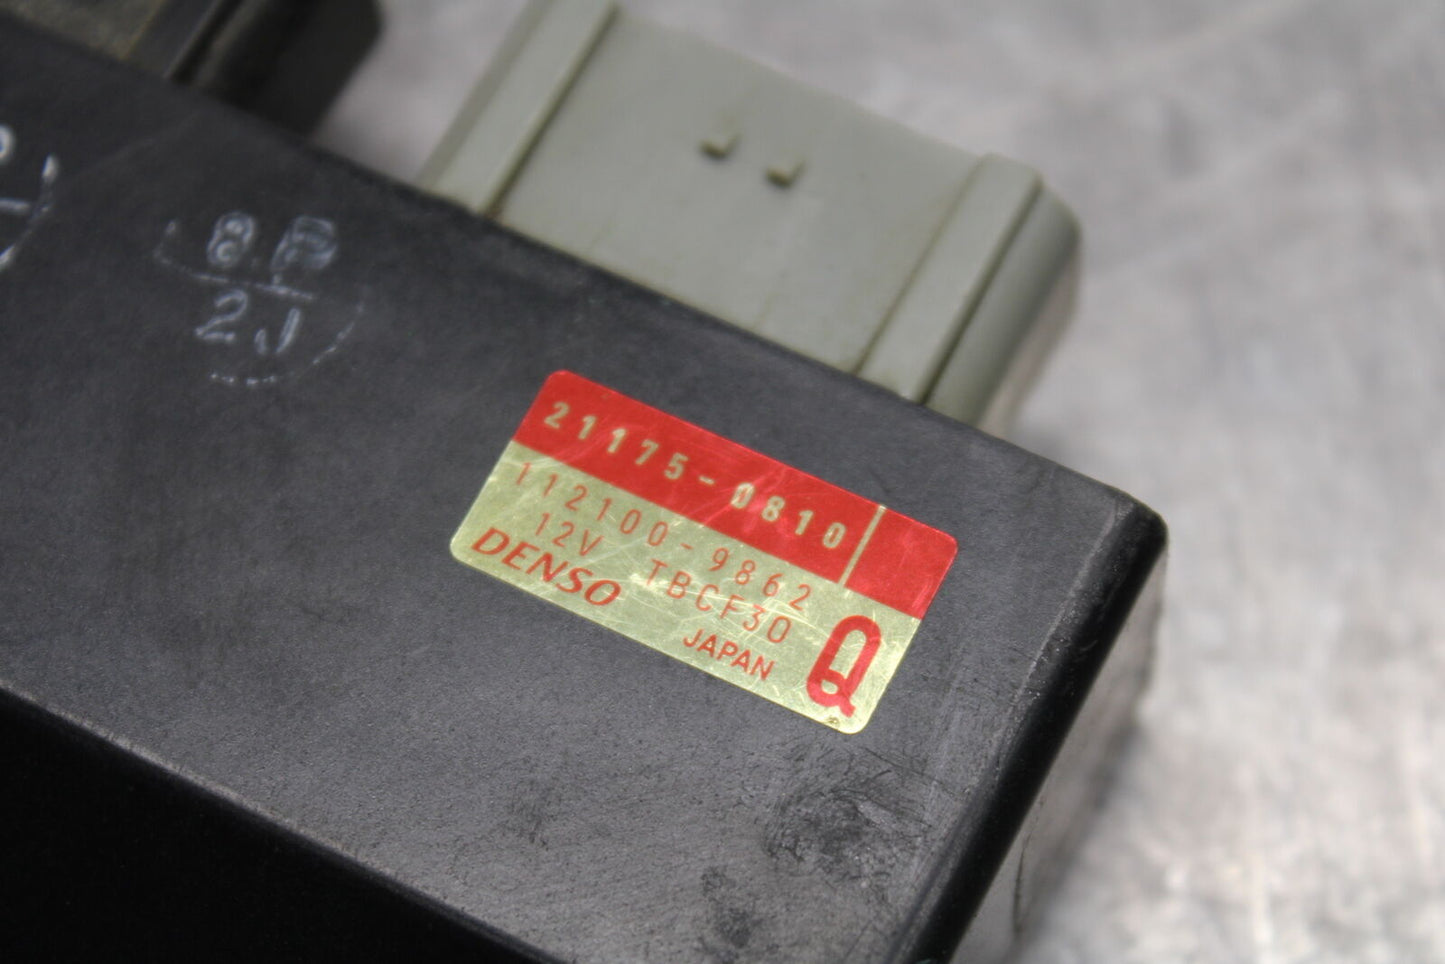 2J
21175-0810
112100-9862
12V TBCF30
DENSO
JAPAN
Q